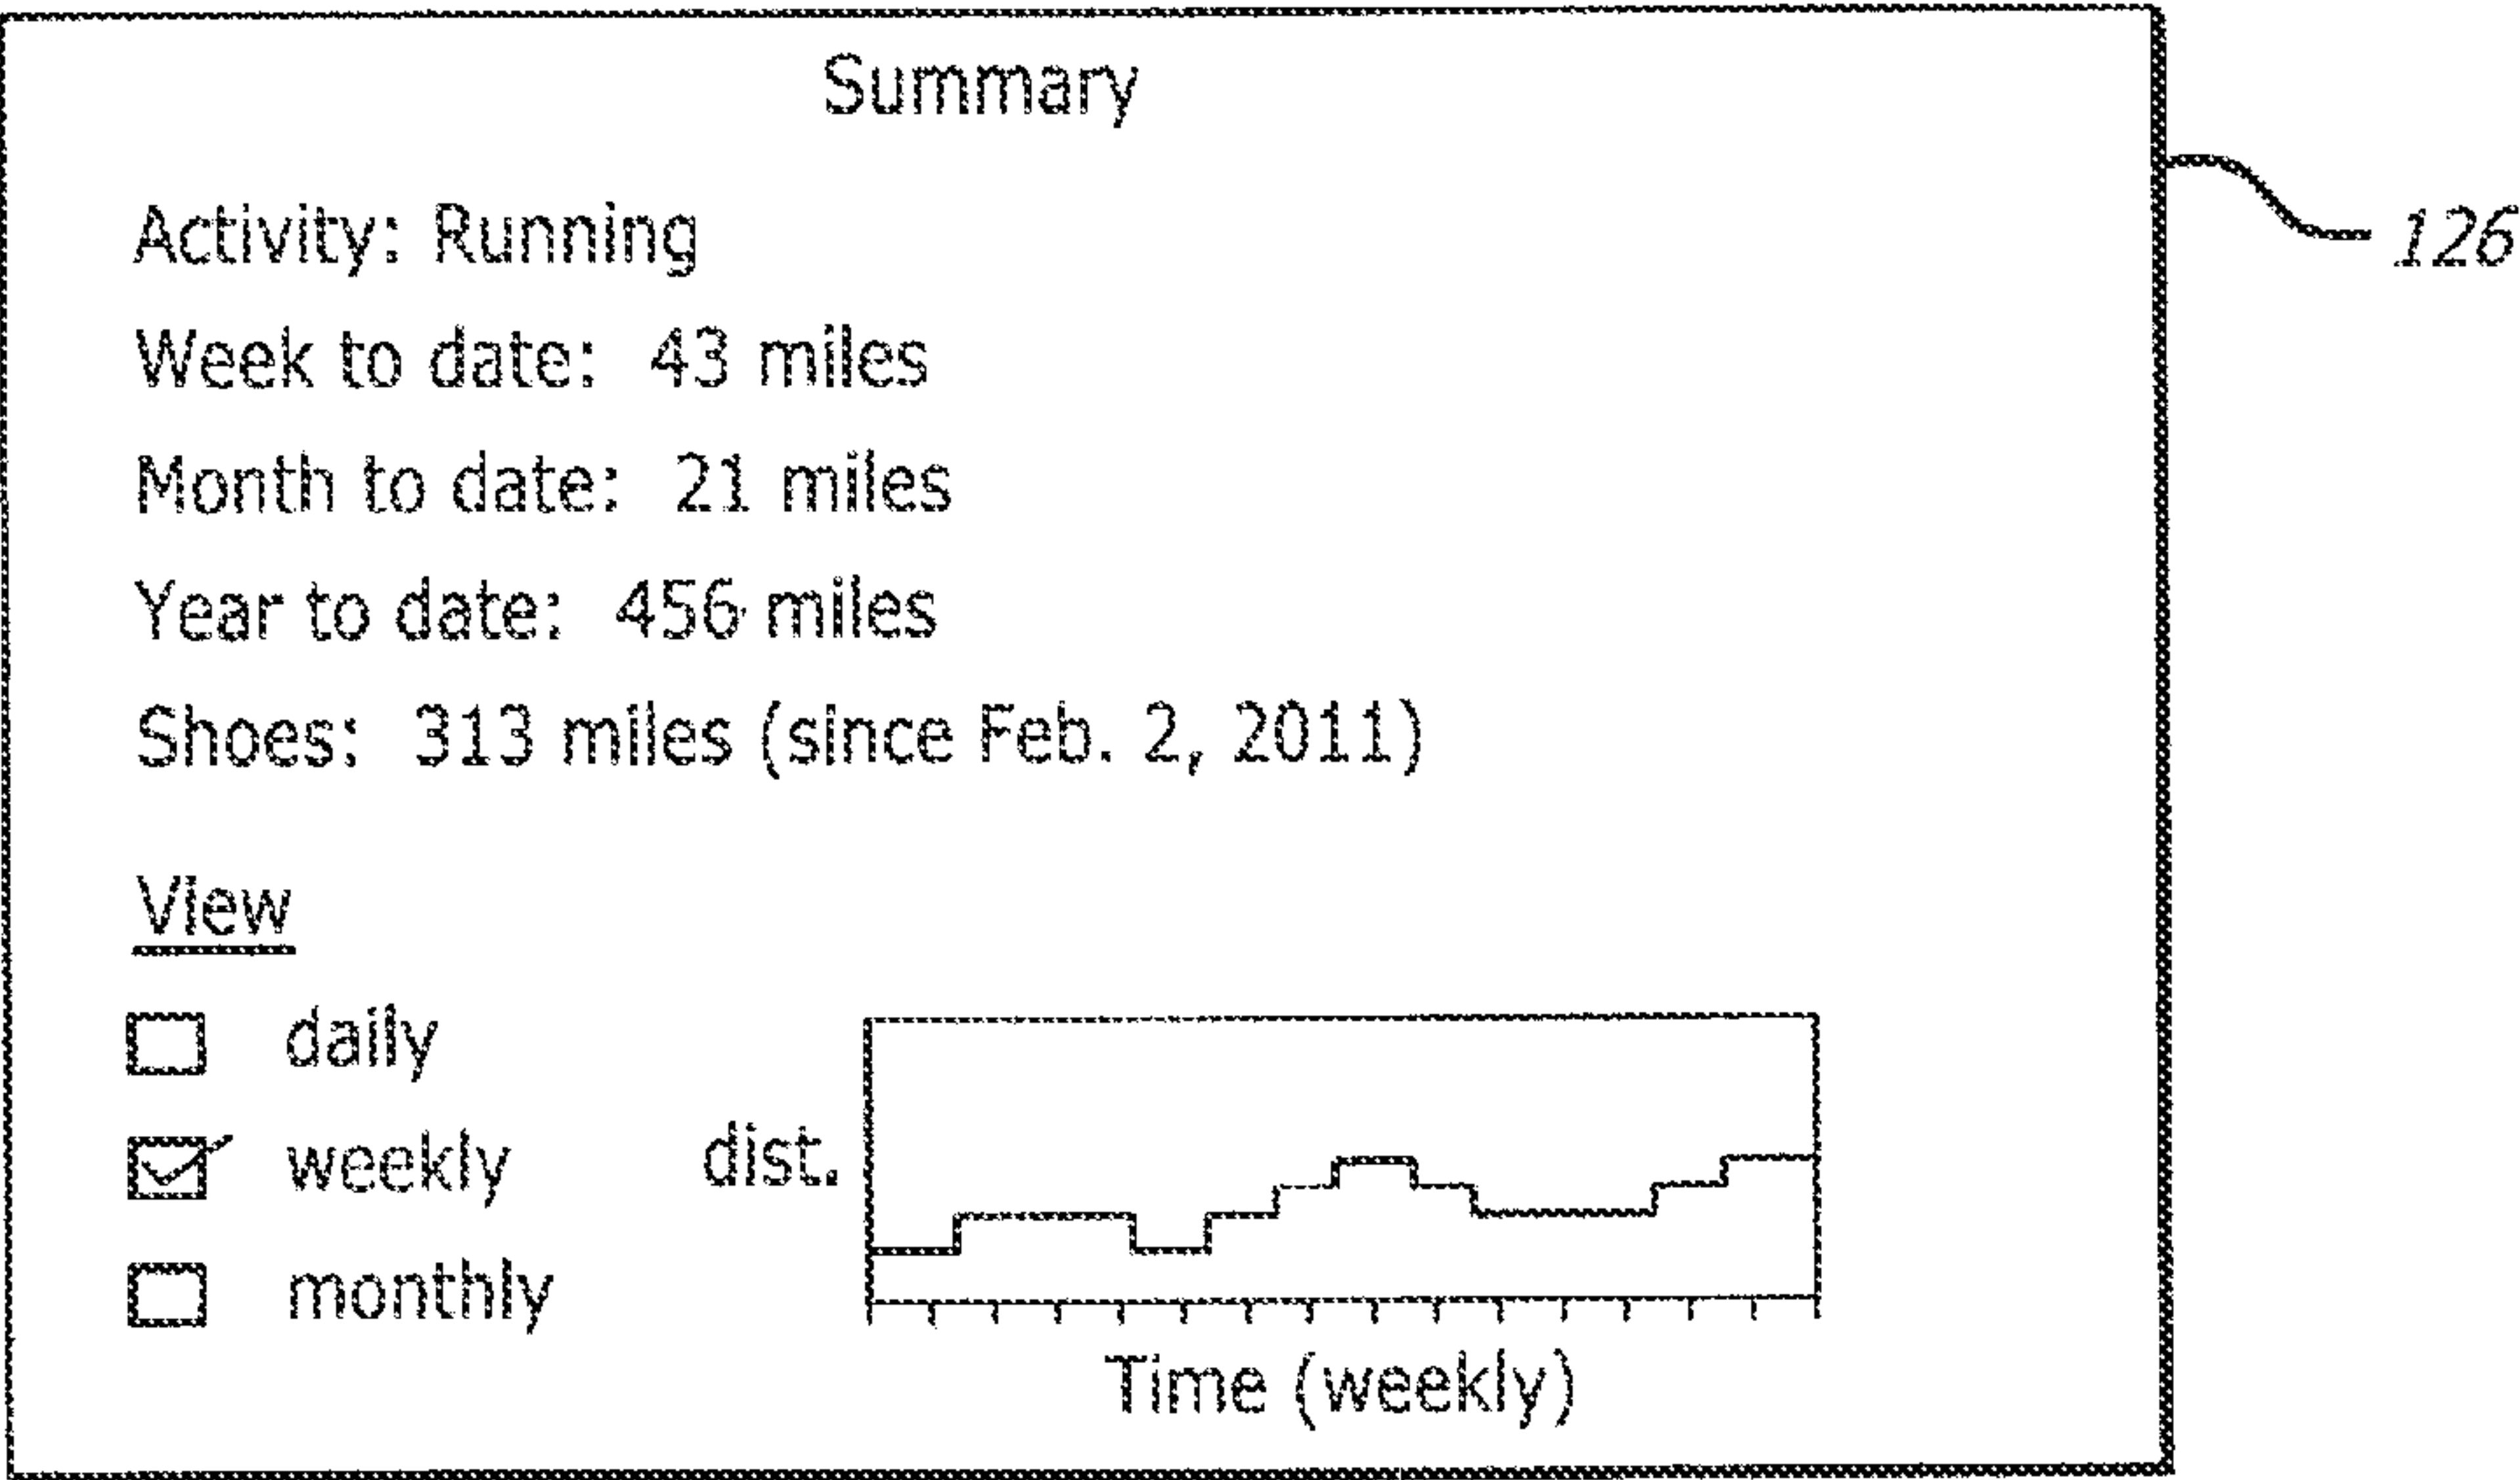 Summary
126
Activity: Running
Week to date: 43 miles
Month to date: 21 miles
Year to date: 456 miles
Shoes: 313 miles (since Feb. 2, 2011)
View
daily
weekly
monthly
dist.
Time (weekly)